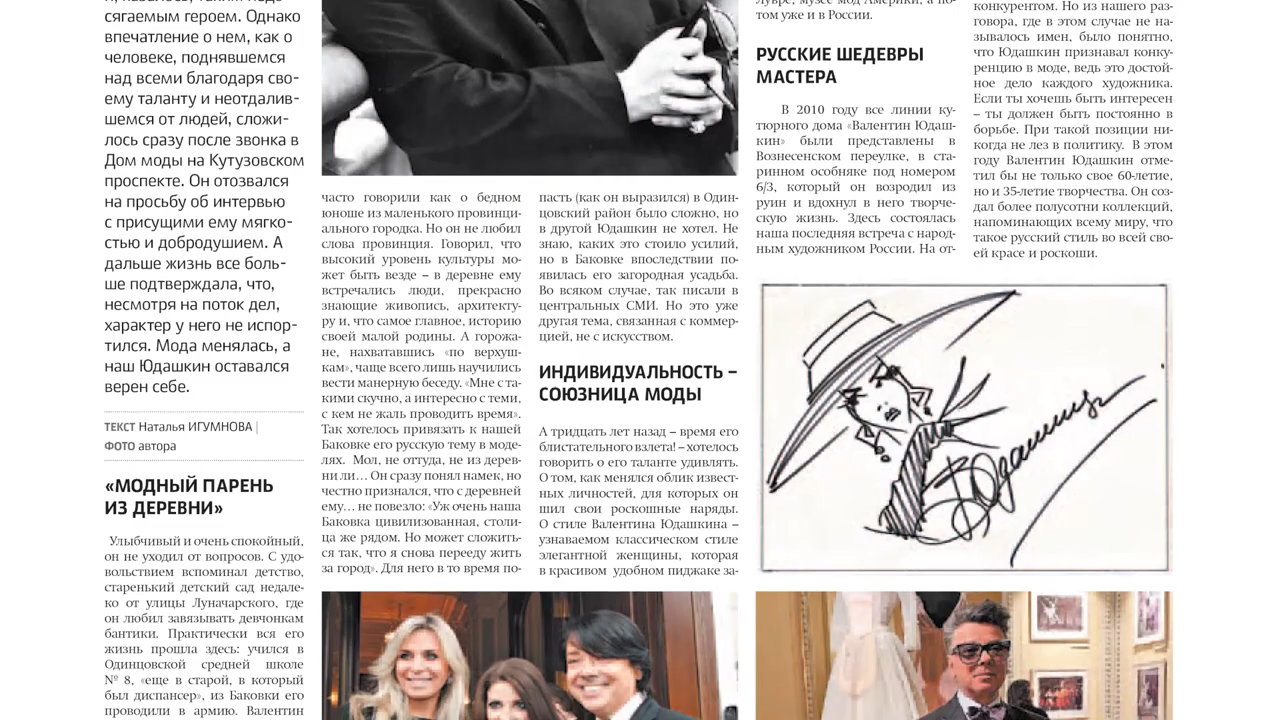 сягаемым героем. Однако
впечатление о нем, как о
человеке, поднявшемся
над всеми благодаря сво-
ему таланту и неотдалив-
шемся от людей, сложи-
лось сразу после звонка в
Дом моды на Кутузовском
проспекте. Он отозвался
на просьбу об интервью
с присущими ему мягко-
стью и добродушием. А
дальше жизнь все боль-
ше подтверждала, что,
несмотря на поток дел,
характер у него не испор-
тился. Мода менялась, а
наш Юдашкин оставался
верен себе.
ТЕКСТ Наталья ИГУМНОВА |
ФОТО автора
«МОДНЫЙ ПАРЕНЬ
ИЗ ДЕРЕВНИ»
Улыбчивый и очень спокойный,
он не уходил от вопросов. С удо-
вольствием вспоминал детство,
старенький детский сад недале-
ко от улицы Луначарского, где
он любил завязывать девчонкам
бантики. Практически вся его
жизнь прошла здесь: учился в
Одинцовской средней школе
№ 8, «еще в старой, в который
был диспансер», из Баковки его
проводили в армию. Валентин
часто говорили как о бедном
юноше из маленького провинци-
ального городка. Но он не любил
слова провинция. Говорил, что
высокий уровень культуры мо-
жет быть везде – в деревне ему
встречались люди, прекрасно
знающие живопись, архитекту-
ру и, что самое главное, историю
своей малой родины. А горожа-
не, нахватавшись «по верхуш-
кам», чаще всего лишь научились
вести манерную беседу. «Мне с та-
кими скучно, а интересно с теми,
с кем не жаль проводить время».
Так хотелось привязать к нашей
Баковке его русскую тему в моде-
лях. Мол, не оттуда, не из дерев-
ни ли… Он сразу понял намек, но
честно признался, что с деревней
ему… не повезло: «Уж очень наша
Баковка цивилизованная, столи-
ца же рядом. Но может сложить-
ся так, что я снова перееду жить
за город». Для него в то время по-
пасть (как он выразился) в Один-
цовский район было сложно, но
в другой Юдашкин не хотел. Не
знаю, каких это стоило усилий,
но в Баковке впоследствии по-
явилась его загородная усадьба.
Во всяком случае, так писали в
центральных СМИ. Но это уже
другая тема, связанная с коммер-
цией, не с искусством.
ИНДИВИДУАЛЬНОСТЬ –
СОЮЗНИЦА МОДЫ
А тридцать лет назад – время его
блистательного взлета! – хотелось
говорить о его таланте удивлять.
О том, как менялся облик извест-
ных личностей, для которых он
шил свои роскошные наряды.
О стиле Валентина Юдашкина –
узнаваемом классическом стиле
элегантной женщины, которая
в красивом удобном пиджаке за-
Лувре, музее мод Америки, а по-
том уже и в России.
РУССКИЕ ШЕДЕВРЫ
МАСТЕРА
В 2010 году все линии ку-
тюрного дома «Валентин Юдаш-
кин» были представлены в
Вознесенском переулке, в ста-
ринном особняке под номером
6/3, который он возродил из
руин и вдохнул в него творче-
скую жизнь. Здесь состоялась
наша последняя встреча с народ-
ным художником России. На от-
конкурентом. Но из нашего раз-
говора, где в этом случае не на-
зывалось имен, было понятно,
что Юдашкин признавал конку-
ренцию в моде, ведь это достой-
ное дело каждого художника.
Если ты хочешь быть интересен
– ты должен быть постоянно в
борьбе. При такой позиции ни-
когда не лез в политику. В этом
году Валентин Юдашкин отме-
тил бы не только свое 60-летие,
но и 35-летие творчества. Он соз-
дал более полусотни коллекций,
напоминающих всему миру, что
такое русский стиль во всей сво-
ей красе и роскоши.
Юдашкин